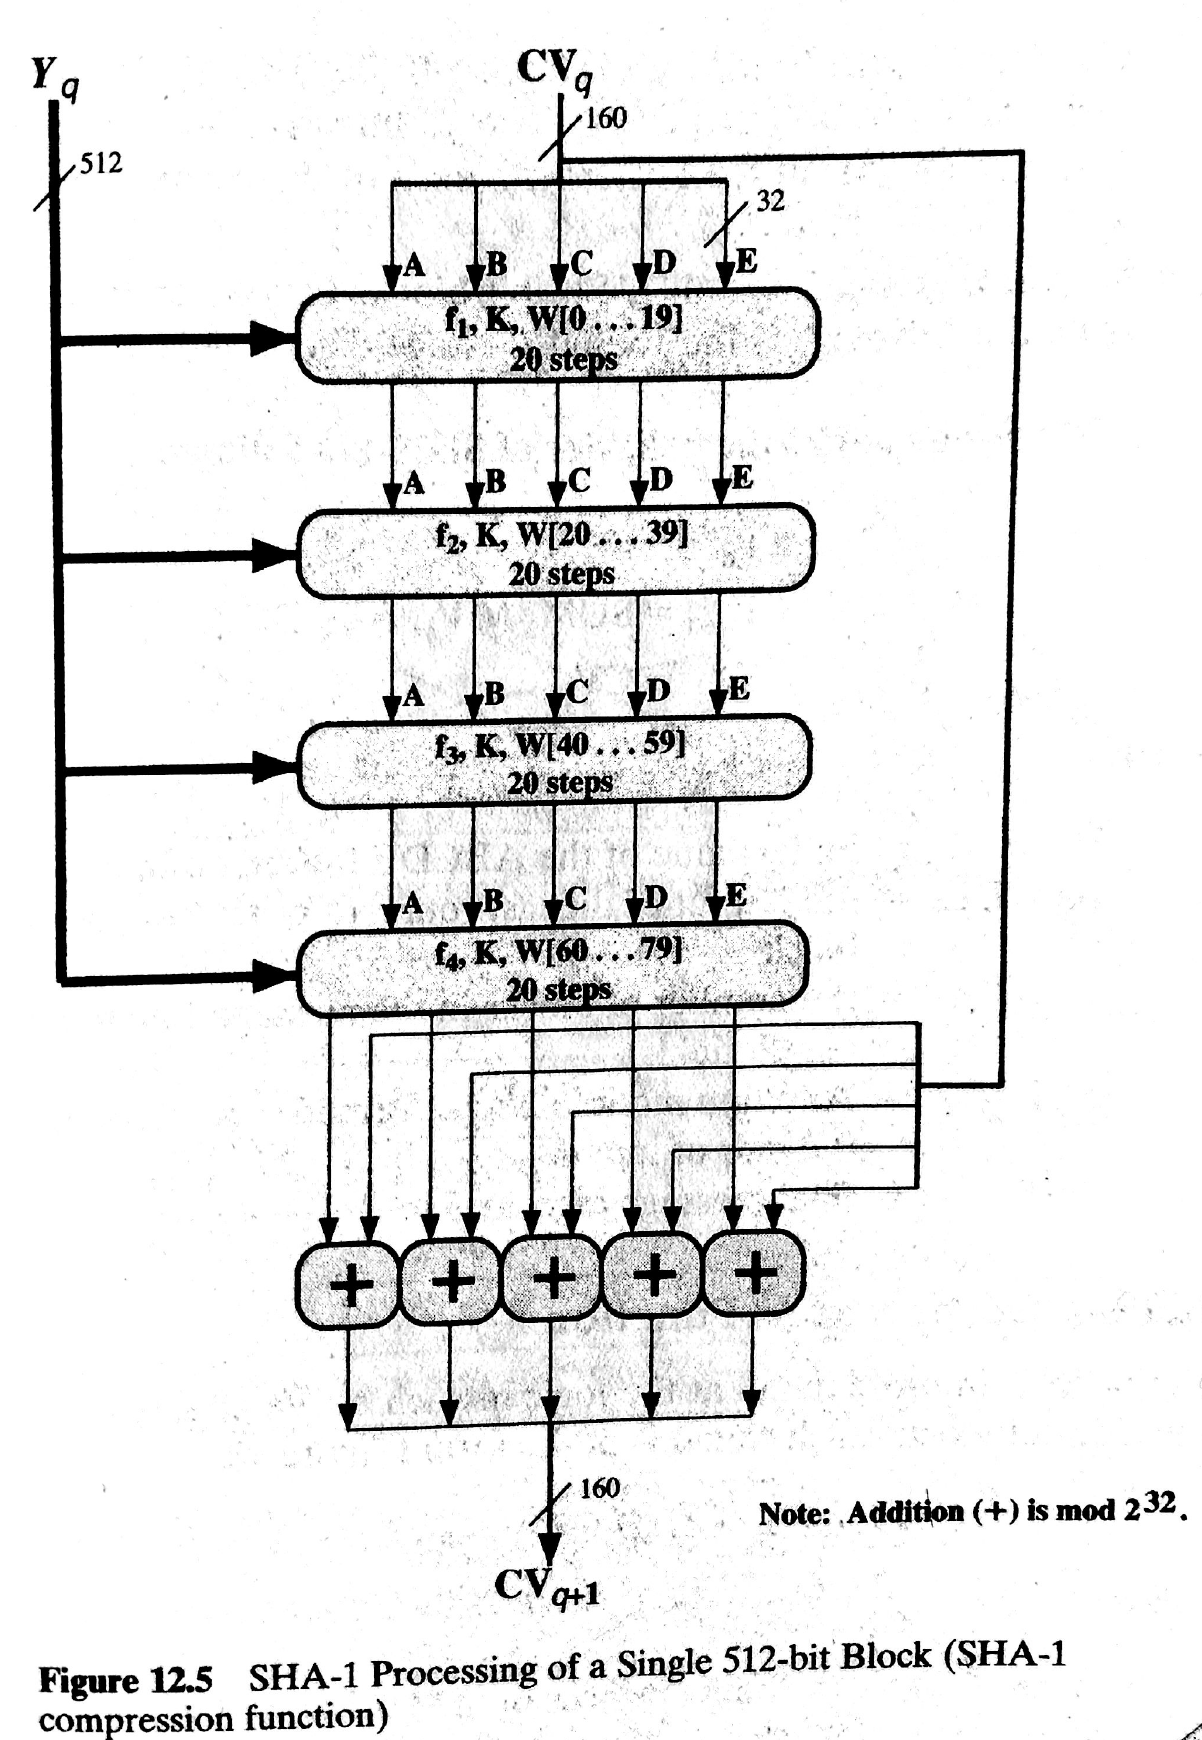 Yq
CVq
160
512
32
A B C D E
f1, K, W[0 . . . 19]
20 steps
A B C D E
f2, K, W[20 . . . 39]
20 steps
A B C D E
f3, K, W[40 . . . 59]
20 steps
A B C D E
f4, K, W[60 . . . 79]
20 steps
+ + + + +
160
Note: Addition (+) is mod 2^32.
CVq+1
Figure 12.5 SHA-1 Processing of a Single 512-bit Block (SHA-1
compression function)